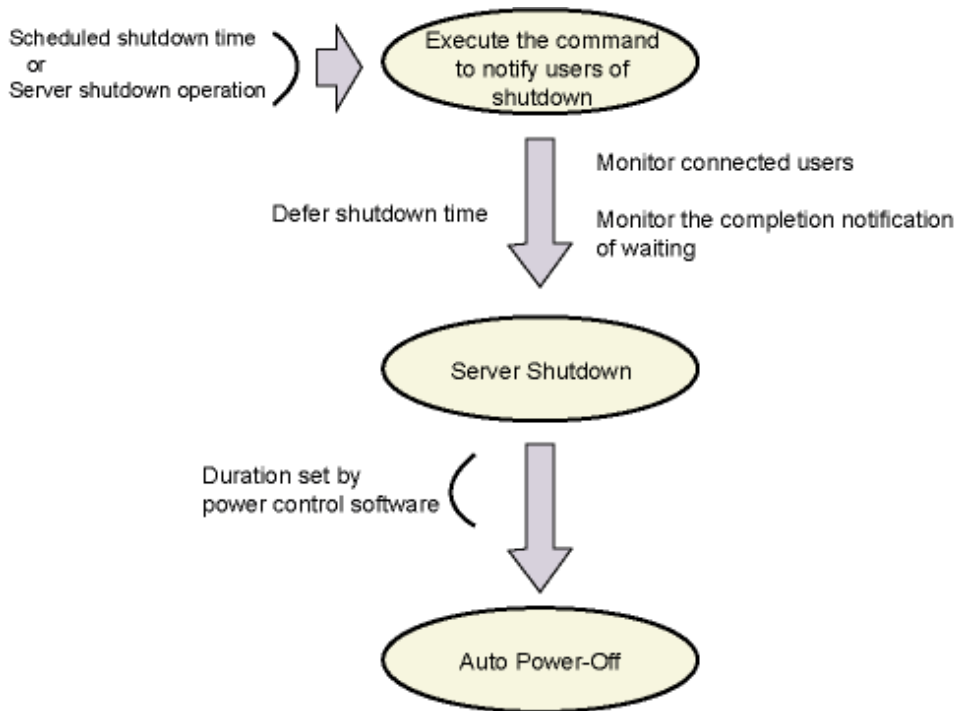 Scheduled shutdown time
or
Server shutdown operation
Execute the command
to notify users of
shutdown
Monitor connected users
Defer shutdown time
Monitor the completion notification
of waiting
Server Shutdown
Duration set by
power control software
Auto Power-Off